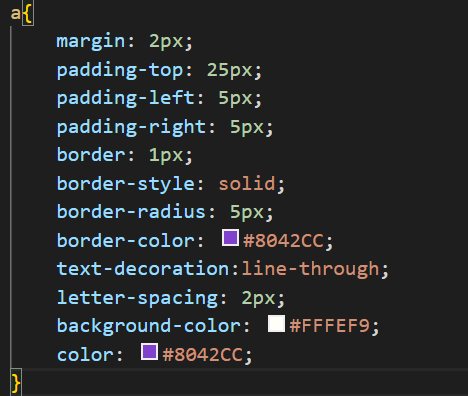 a{
margin: 2px;
padding-top: 25px;
padding-left: 5px;
padding-right: 5px;
border: 1px;
border-style: solid;
border-radius: 5px;
border-color: #8042CC;
text-decoration:line-through;
letter-spacing: 2px;
background-color: #FFFEF9;
color: #8042CC;
}